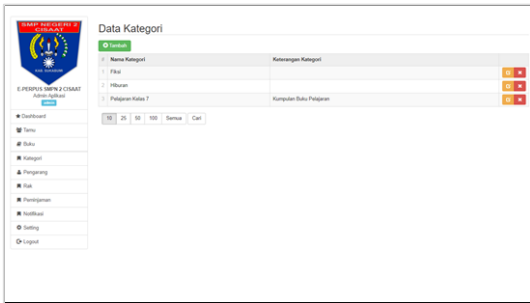 SMP NEGERI 2
CISAAT
KAB. SUKABUMI
E-PERPUS SMPN 2 CISAAT
Admin Aplikasi
admin
Dashboard
Tamu
Buku
Kategori
Pengarang
Rak
Peminjaman
Notifikasi
Setting
Logout
Data Kategori
Tambah
# Nama Kategori Keterangan Kategori
1 Fiksi
2 Hiburan
3 Pelajaran Kelas 7 Kumpulan Buku Pelajaran
10 25 50 100 Semua Cari